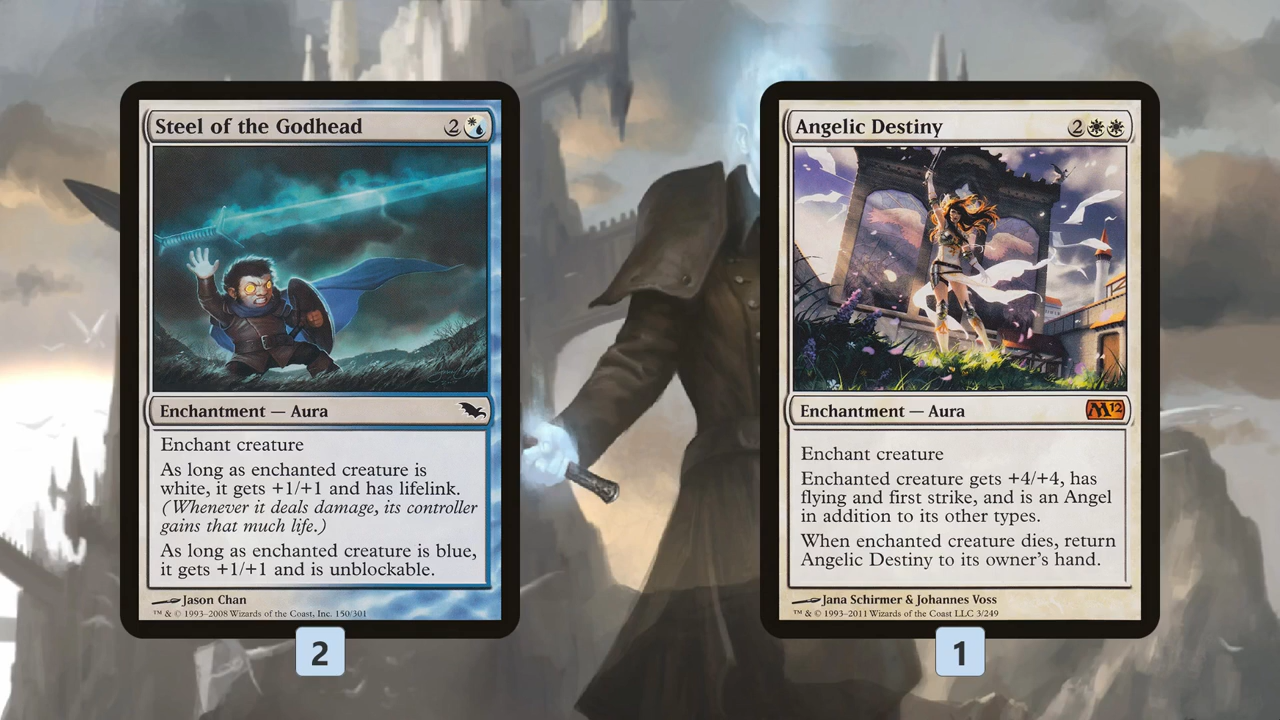 Steel of the Godhead 2
Enchantment — Aura
Enchant creature
As long as enchanted creature is
white, it gets +1/+1 and has lifelink.
(Whenever it deals damage, its controller
gains that much life.)
As long as enchanted creature is blue,
it gets +1/+1 and is unblockable.
Jason Chan
™ & © 1993–2008 Wizards of the Coast, Inc. 150/301
2
Angelic Destiny 2
Enchantment — Aura M12
Enchant creature
Enchanted creature gets +4/+4, has
flying and first strike, and is an Angel
in addition to its other types.
When enchanted creature dies, return
Angelic Destiny to its owner's hand.
Jana Schirmer & Johannes Voss
™ & © 1993–2011 Wizards of the Coast LLC 3/249
1